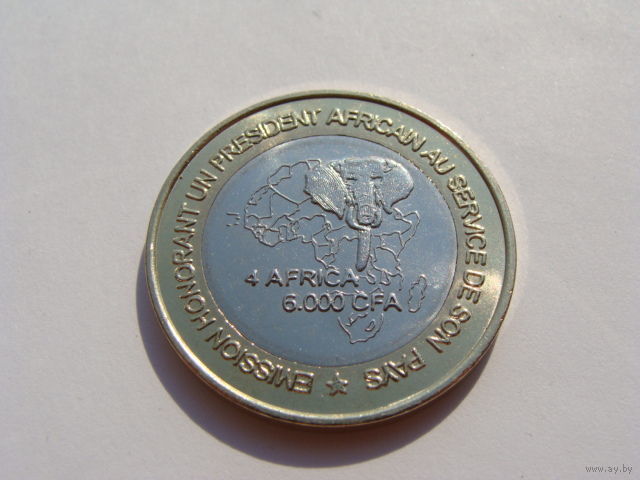 EMISSION HONORANT UN PRESIDENT AFRICAIN AU SERVICE DE SON PAYS
4 AFRICA
6.000 CFA
www.ay.by